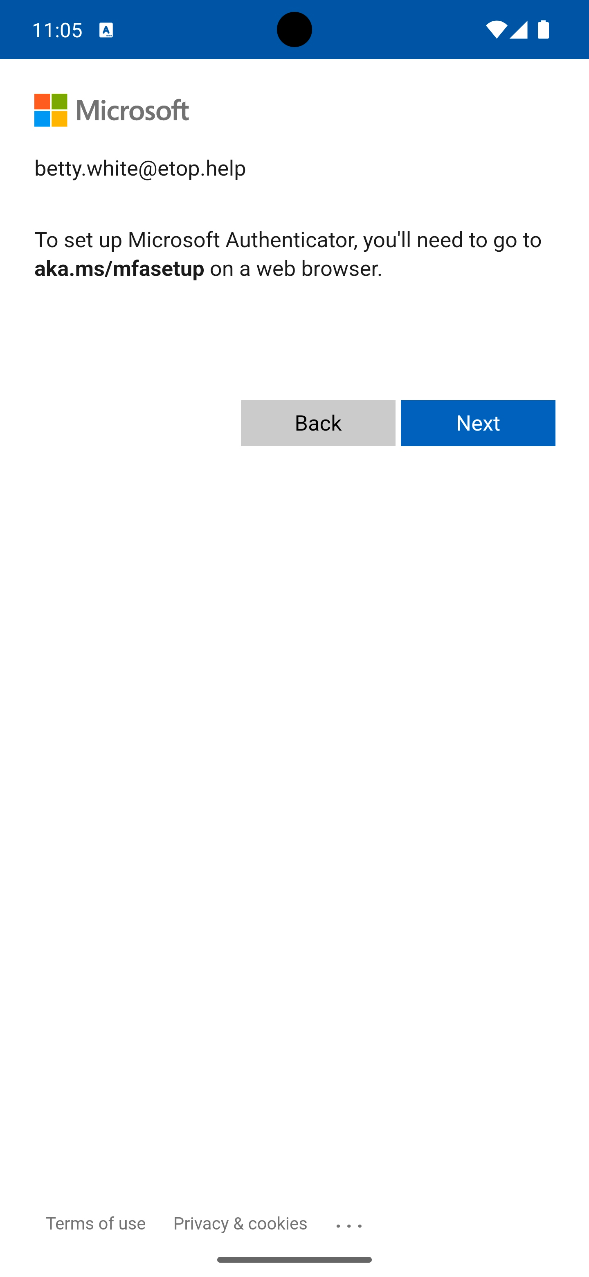 11:05
Microsoft
betty.white@etop.help
To set up Microsoft Authenticator, you'll need to go to
aka.ms/mfasetup on a web browser.
Back Next
Terms of use Privacy & cookies ...